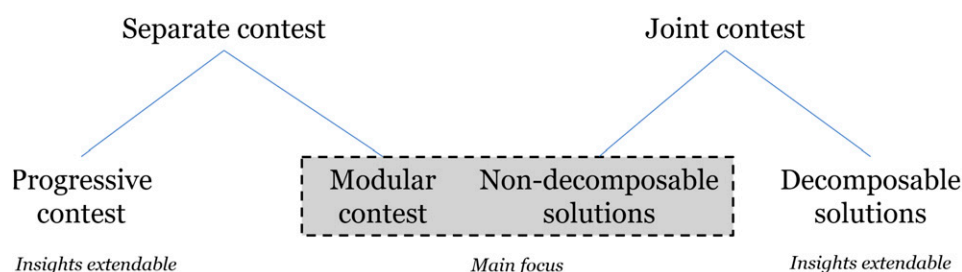 Separate contest
Joint contest
Progressive
contest
Modular
contest
Non-decomposable
solutions
Decomposable
solutions
Insights extendable
Main focus
Insights extendable